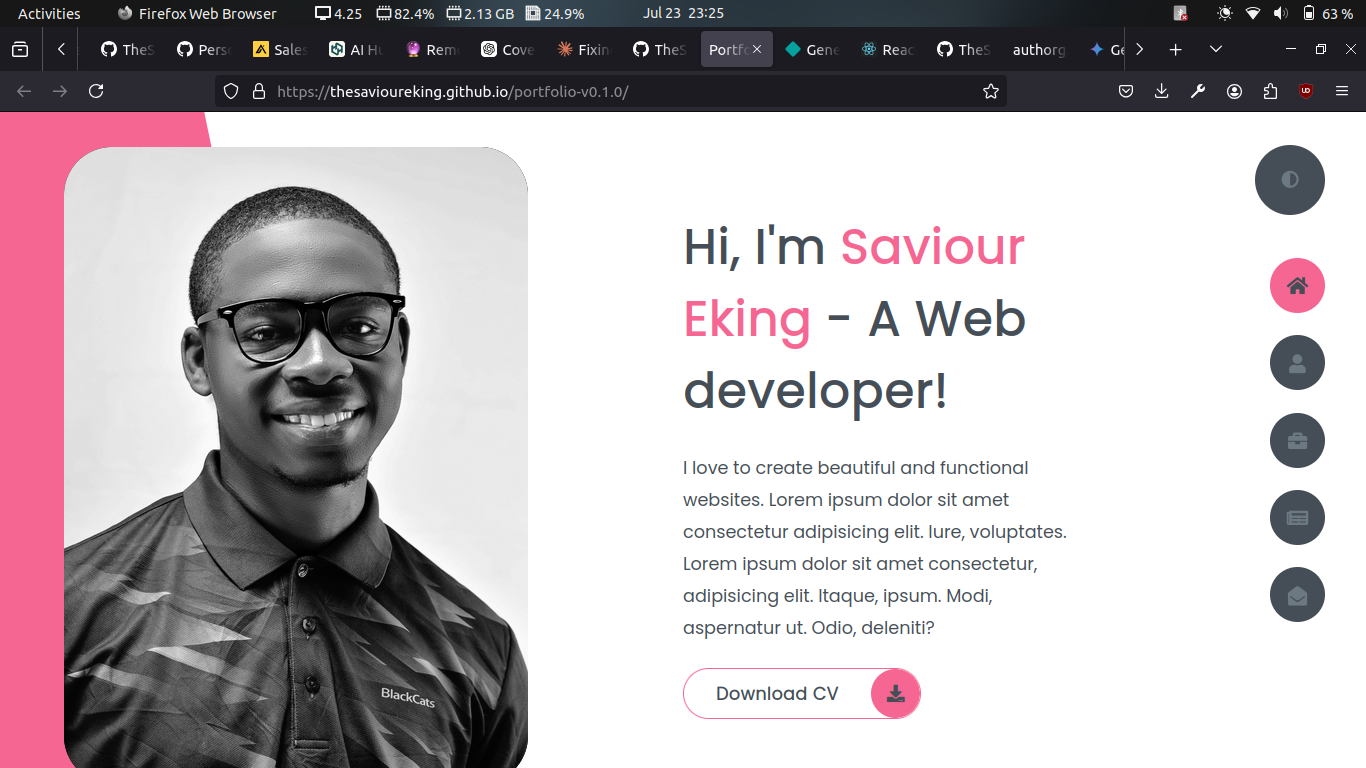 Activities Firefox Web Browser 4.25 82.4% 2.13 GB 24.9% Jul 23 23:25 63 %
TheS Perso Sales AI Hu Rem Cove Fixin TheS Portfo Gene Reac TheS authorg Ge
https://thesavioureking.github.io/portfolio-v0.1.0/
Hi, I'm Saviour
Eking - A Web
developer!
I love to create beautiful and functional
websites. Lorem ipsum dolor sit amet
consectetur adipisicing elit. Iure, voluptates.
Lorem ipsum dolor sit amet consectetur,
adipisicing elit. Itaque, ipsum. Modi,
aspernatur ut. Odio, deleniti?
Download CV
BlackCats